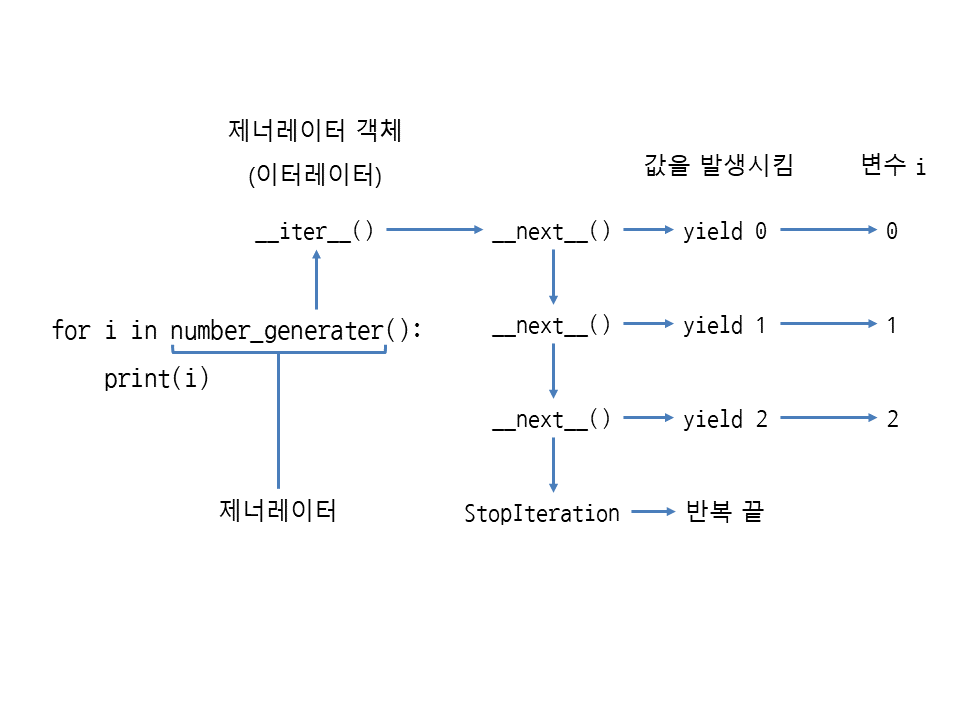 제너레이터 객체
(이터레이터)
값을 발생시킴
변수 i
__iter__()
__next__()
yield 0
0
for i in number_generater():
print(i)
__next__()
yield 1
1
__next__()
yield 2
2
제너레이터
StopIteration
반복 끝